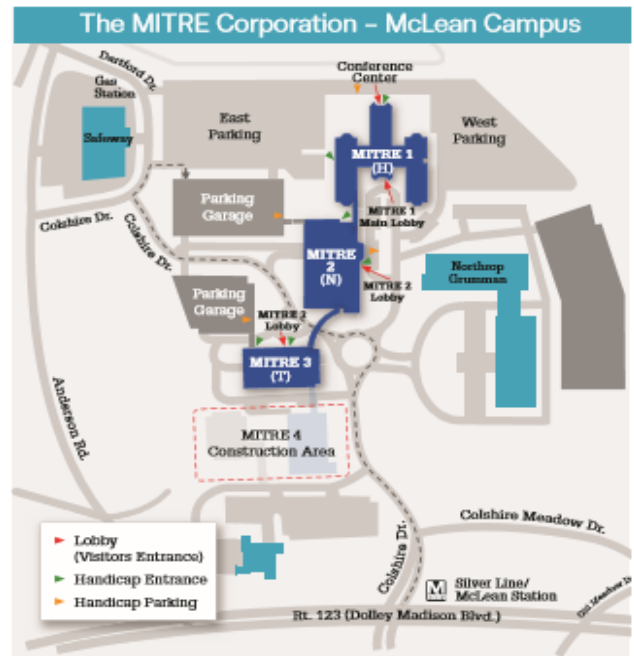 The MITRE Corporation – McLean Campus
Dartford Dr.
Gas
Station
Safeway
East
Parking
Conference
Center
West
Parking
MITRE 1
(H)
Parking
Garage
MITRE 1
Main Lobby
Colshire Dr.
Colshire Dr.
MITRE
2
(N)
Northrop
Grumman
MITRE 2
Lobby
Parking
Garage
MITRE 3
Lobby
MITRE 3
(T)
Anderson Rd.
MITRE 4
Construction Area
Colshire Meadow Dr.
Colshire Dr.
Lobby
(Visitors Entrance)
Handicap Entrance
Handicap Parking
M
Silver Line/
McLean Station
Old Meadow
Rt. 123 (Dolley Madison Blvd.)